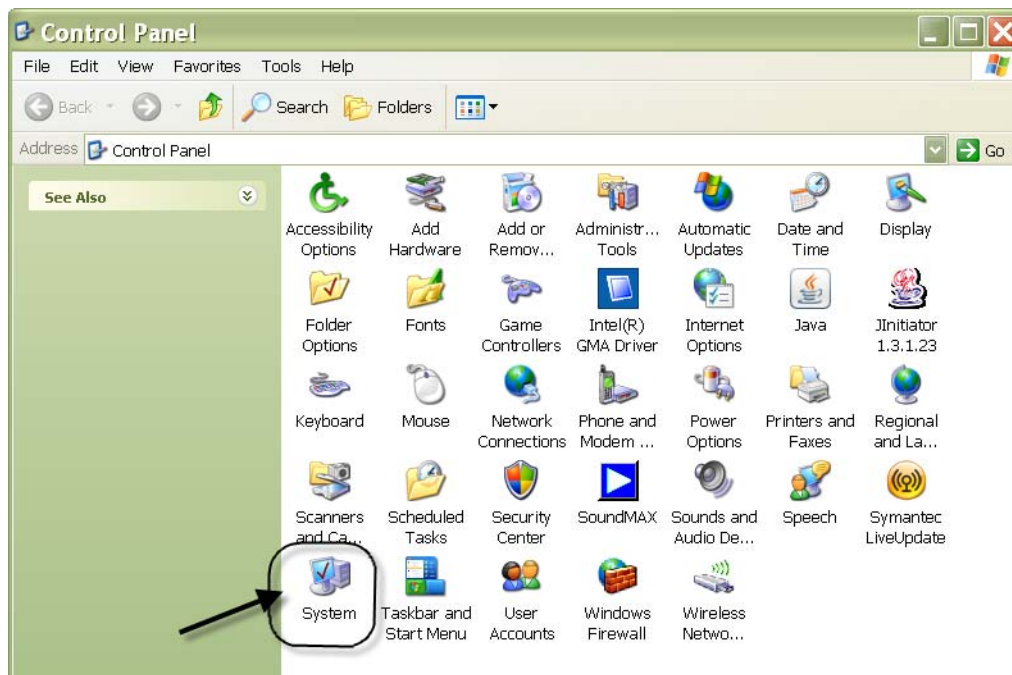 Control Panel
File Edit View Favorites Tools Help
Back Search Folders
Address Control Panel Go
See Also
Accessibility Add Add or Administr... Automatic Date and Display
Options Hardware Remov... Tools Updates Time
Folder Fonts Game Intel(R) Internet Java JInitiator
Options Controllers GMA Driver Options 1.3.1.23
Keyboard Mouse Network Phone and Power Printers and Regional
Connections Modem ... Options Faxes and La...
Scanners Scheduled Security SoundMAX Sounds and Speech Symantec
and Ca... Tasks Center Audio De... LiveUpdate
System Taskbar and User Windows Wireless
Start Menu Accounts Firewall Netwo...